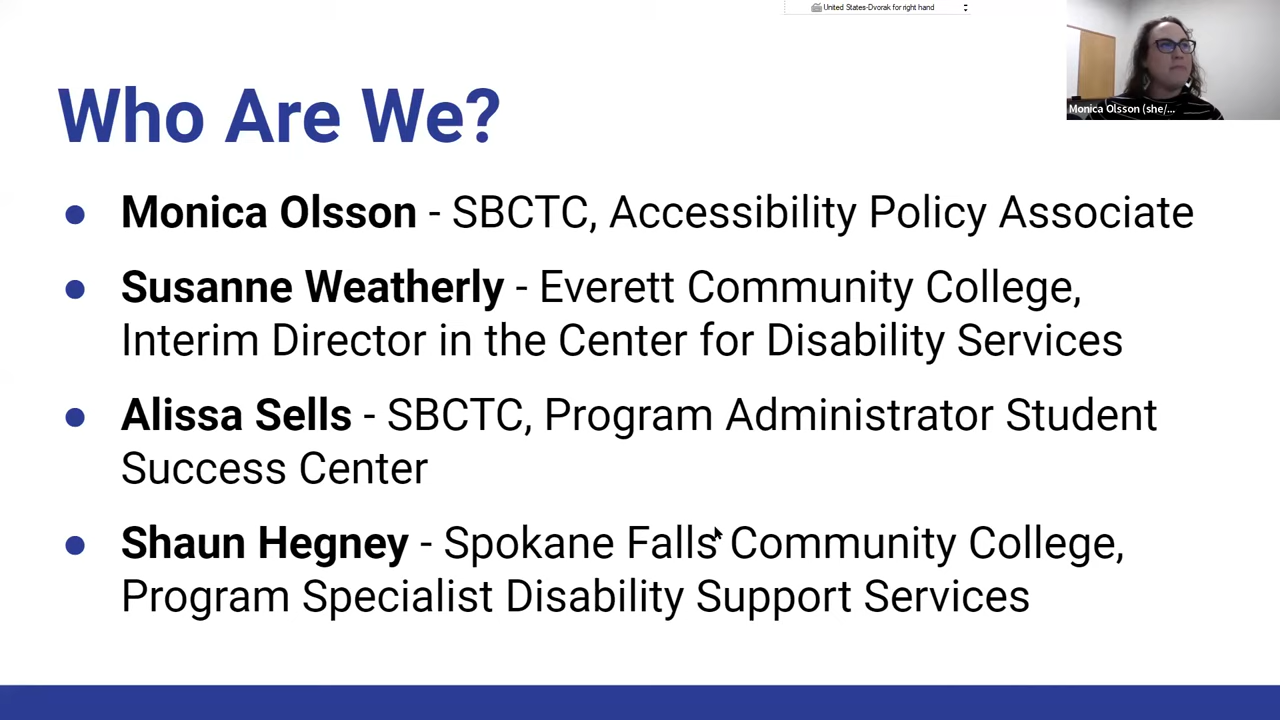 United States-Dvorak for right hand
Monica Olsson (she/...
Who Are We?
● Monica Olsson - SBCTC, Accessibility Policy Associate
● Susanne Weatherly - Everett Community College,
Interim Director in the Center for Disability Services
● Alissa Sells - SBCTC, Program Administrator Student
Success Center
● Shaun Hegney - Spokane Falls Community College,
Program Specialist Disability Support Services